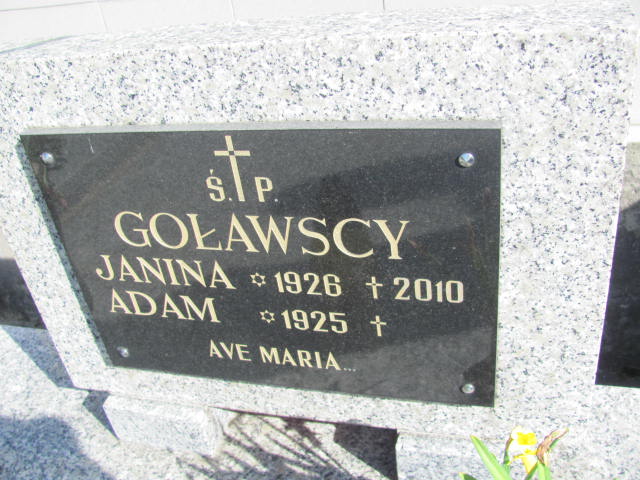 Ś. P.
GOŁAWSCY
JANINA ✡ 1926 † 2010
ADAM ✡ 1925 †
AVE MARIA...